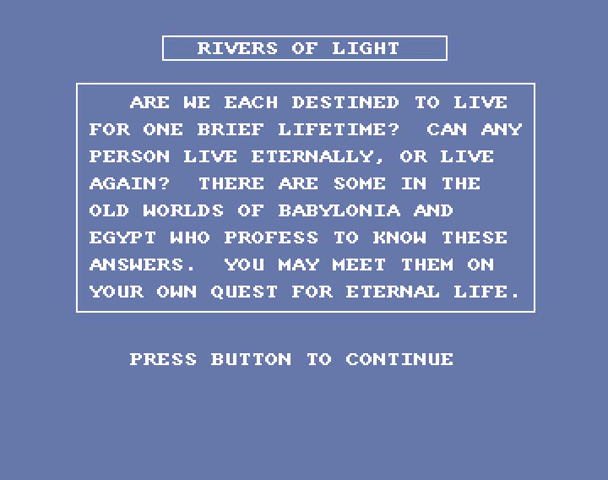 RIVERS OF LIGHT
ARE WE EACH DESTINED TO LIVE
FOR ONE BRIEF LIFETIME?  CAN ANY
PERSON LIVE ETERNALLY, OR LIVE
AGAIN?  THERE ARE SOME IN THE
OLD WORLDS OF BABYLONIA AND
EGYPT WHO PROFESS TO KNOW THESE
ANSWERS.  YOU MAY MEET THEM ON
YOUR OWN QUEST FOR ETERNAL LIFE.
PRESS BUTTON TO CONTINUE